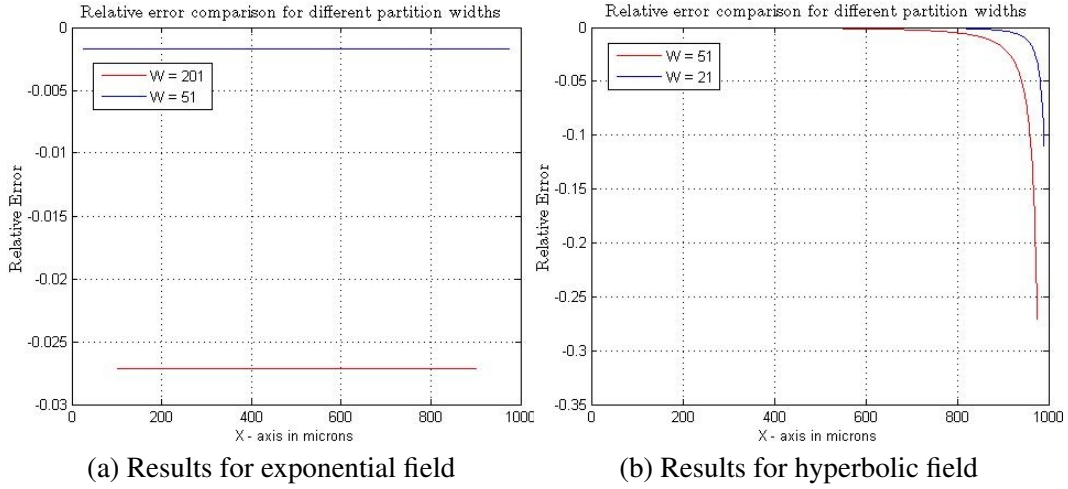 Relative error comparison for different partition widths
0
-0.005
-0.01
-0.015
-0.02
-0.025
-0.03
Relative Error
W = 201
W = 51
0 200 400 600 800 1000
X - axis in microns
(a) Results for exponential field
Relative error comparison for different partition widths
0
-0.05
-0.1
-0.15
-0.2
-0.25
-0.3
-0.35
Relative Error
W = 51
W = 21
0 200 400 600 800 1000
X - axis in microns
(b) Results for hyperbolic field